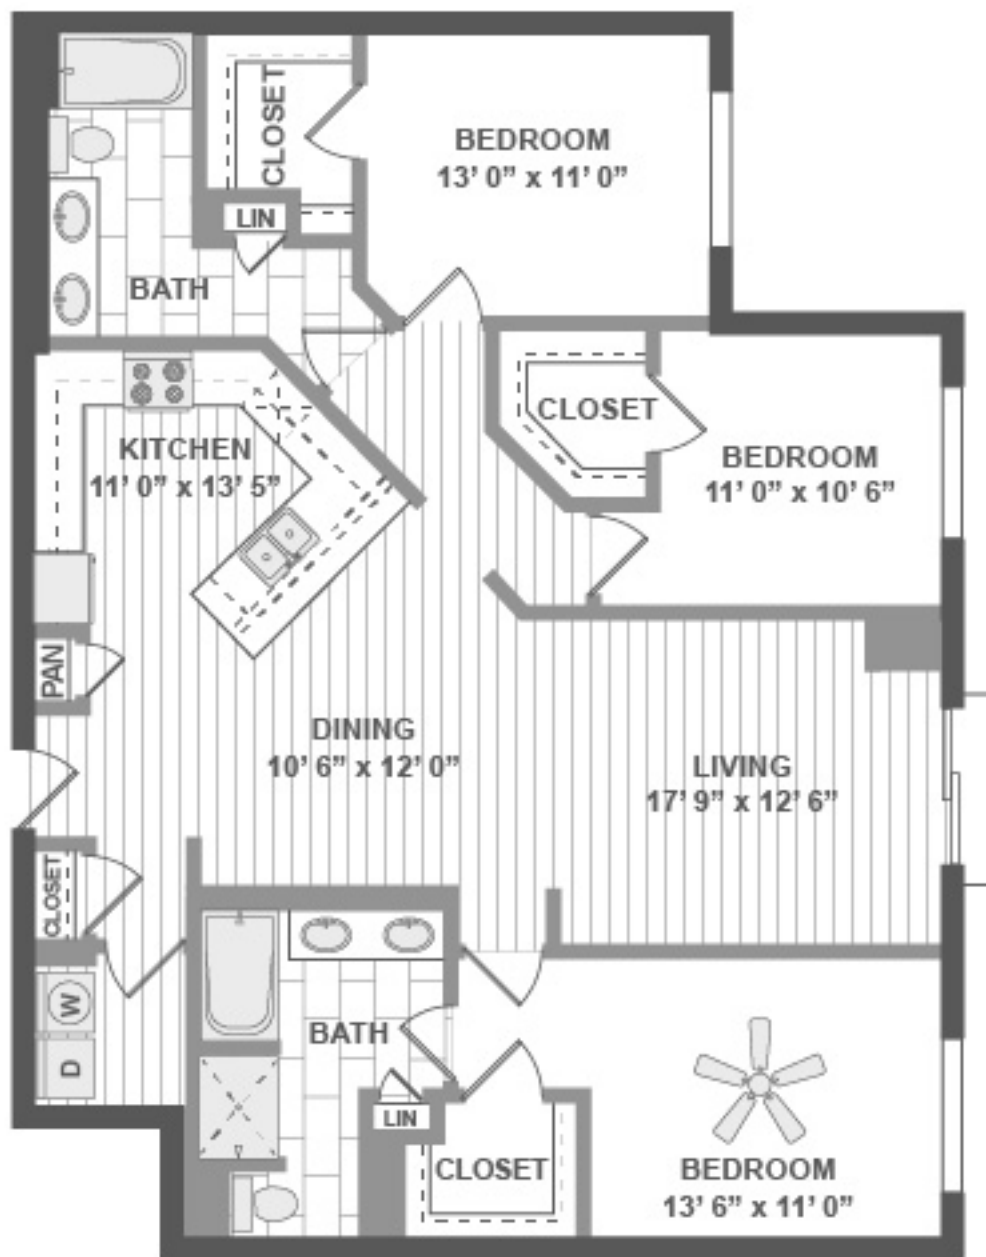 CLOSET
BEDROOM
13’ 0” x 11’ 0”
LIN
BATH
CLOSET
KITCHEN
11’ 0” x 13’ 5”
BEDROOM
11’ 0” x 10’ 6”
PAN
DINING
10’ 6” x 12’ 0”
LIVING
17’ 9” x 12’ 6”
CLOSET
W
D
BATH
LIN
CLOSET
BEDROOM
13’ 6” x 11’ 0”